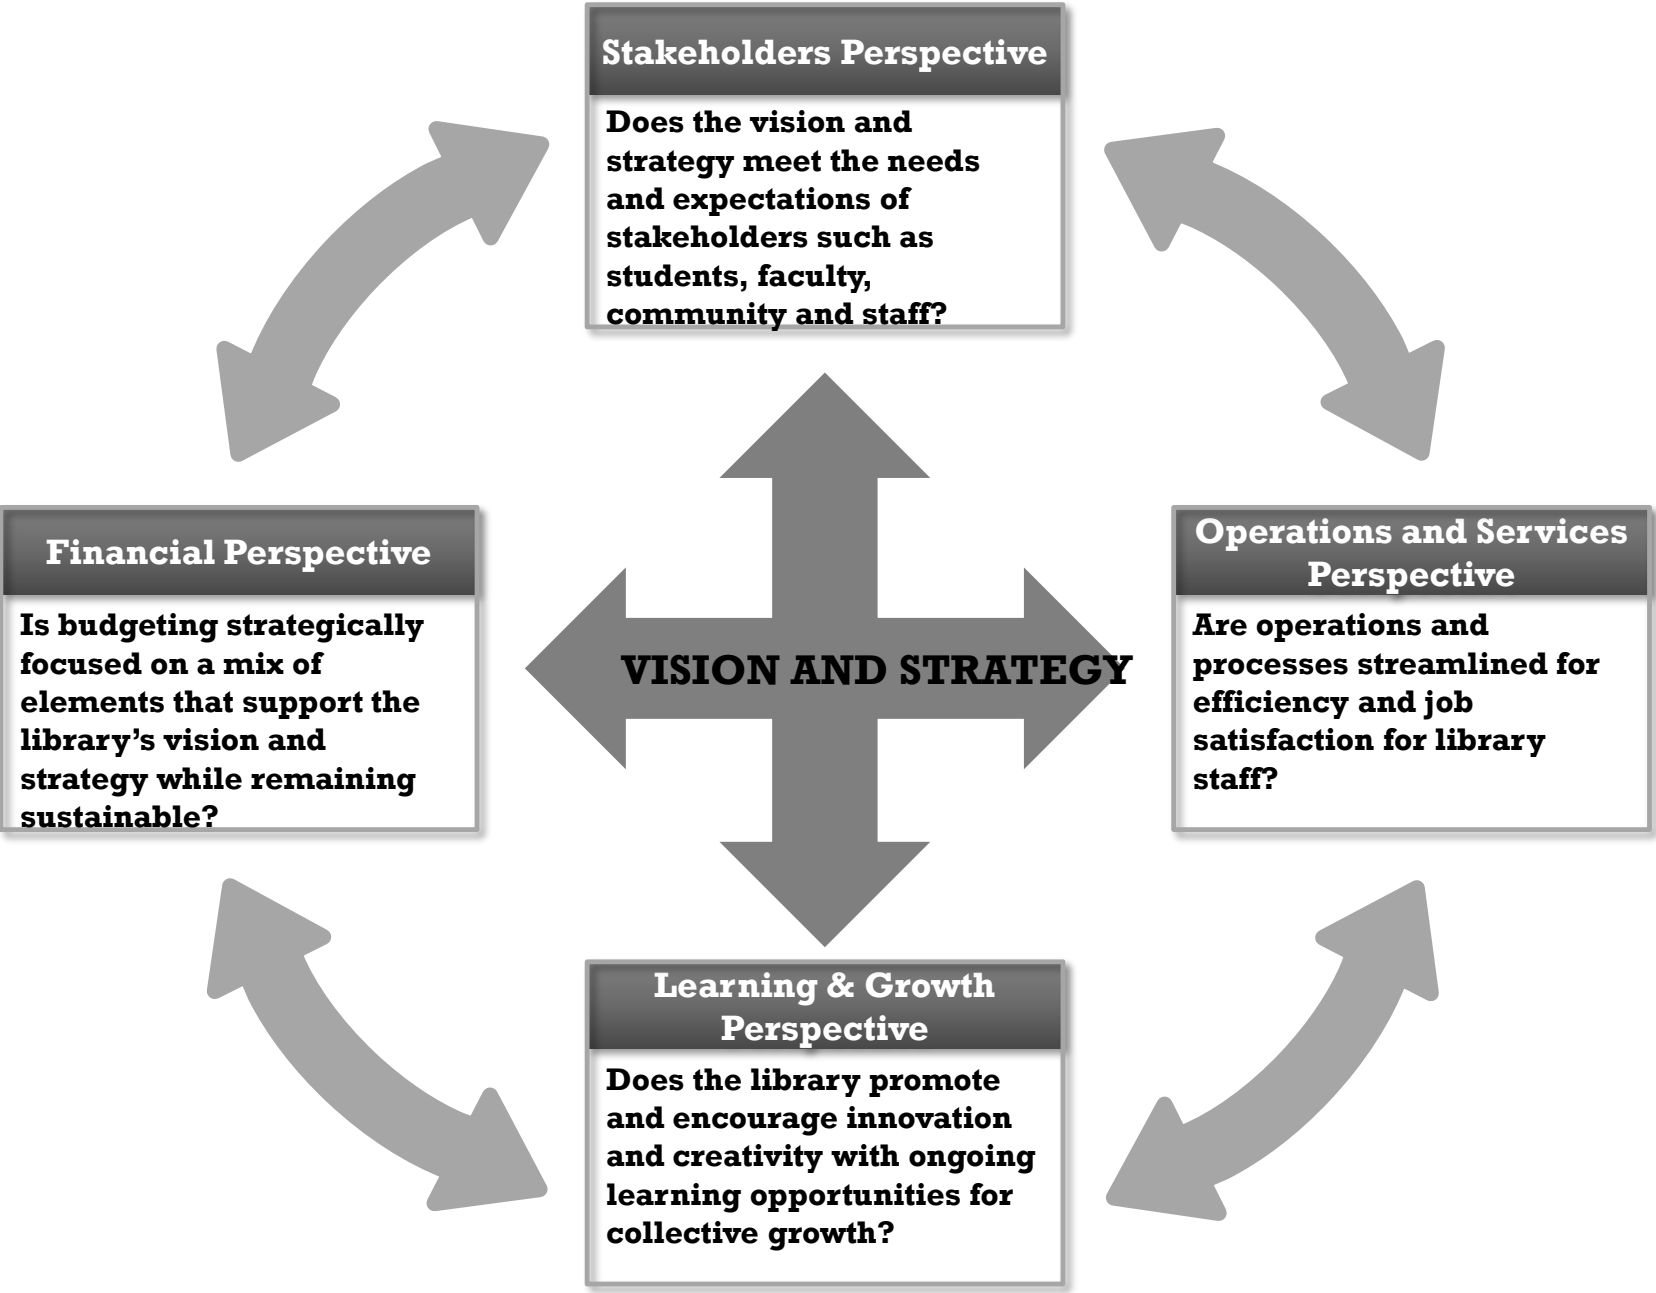 Stakeholders Perspective
Does the vision and
strategy meet the needs
and expectations of
stakeholders such as
students, faculty,
community and staff?
Financial Perspective
Is budgeting strategically
focused on a mix of
elements that support the
library’s vision and
strategy while remaining
sustainable?
VISION AND STRATEGY
Operations and Services
Perspective
Are operations and
processes streamlined for
efficiency and job
satisfaction for library
staff?
Learning & Growth
Perspective
Does the library promote
and encourage innovation
and creativity with ongoing
learning opportunities for
collective growth?